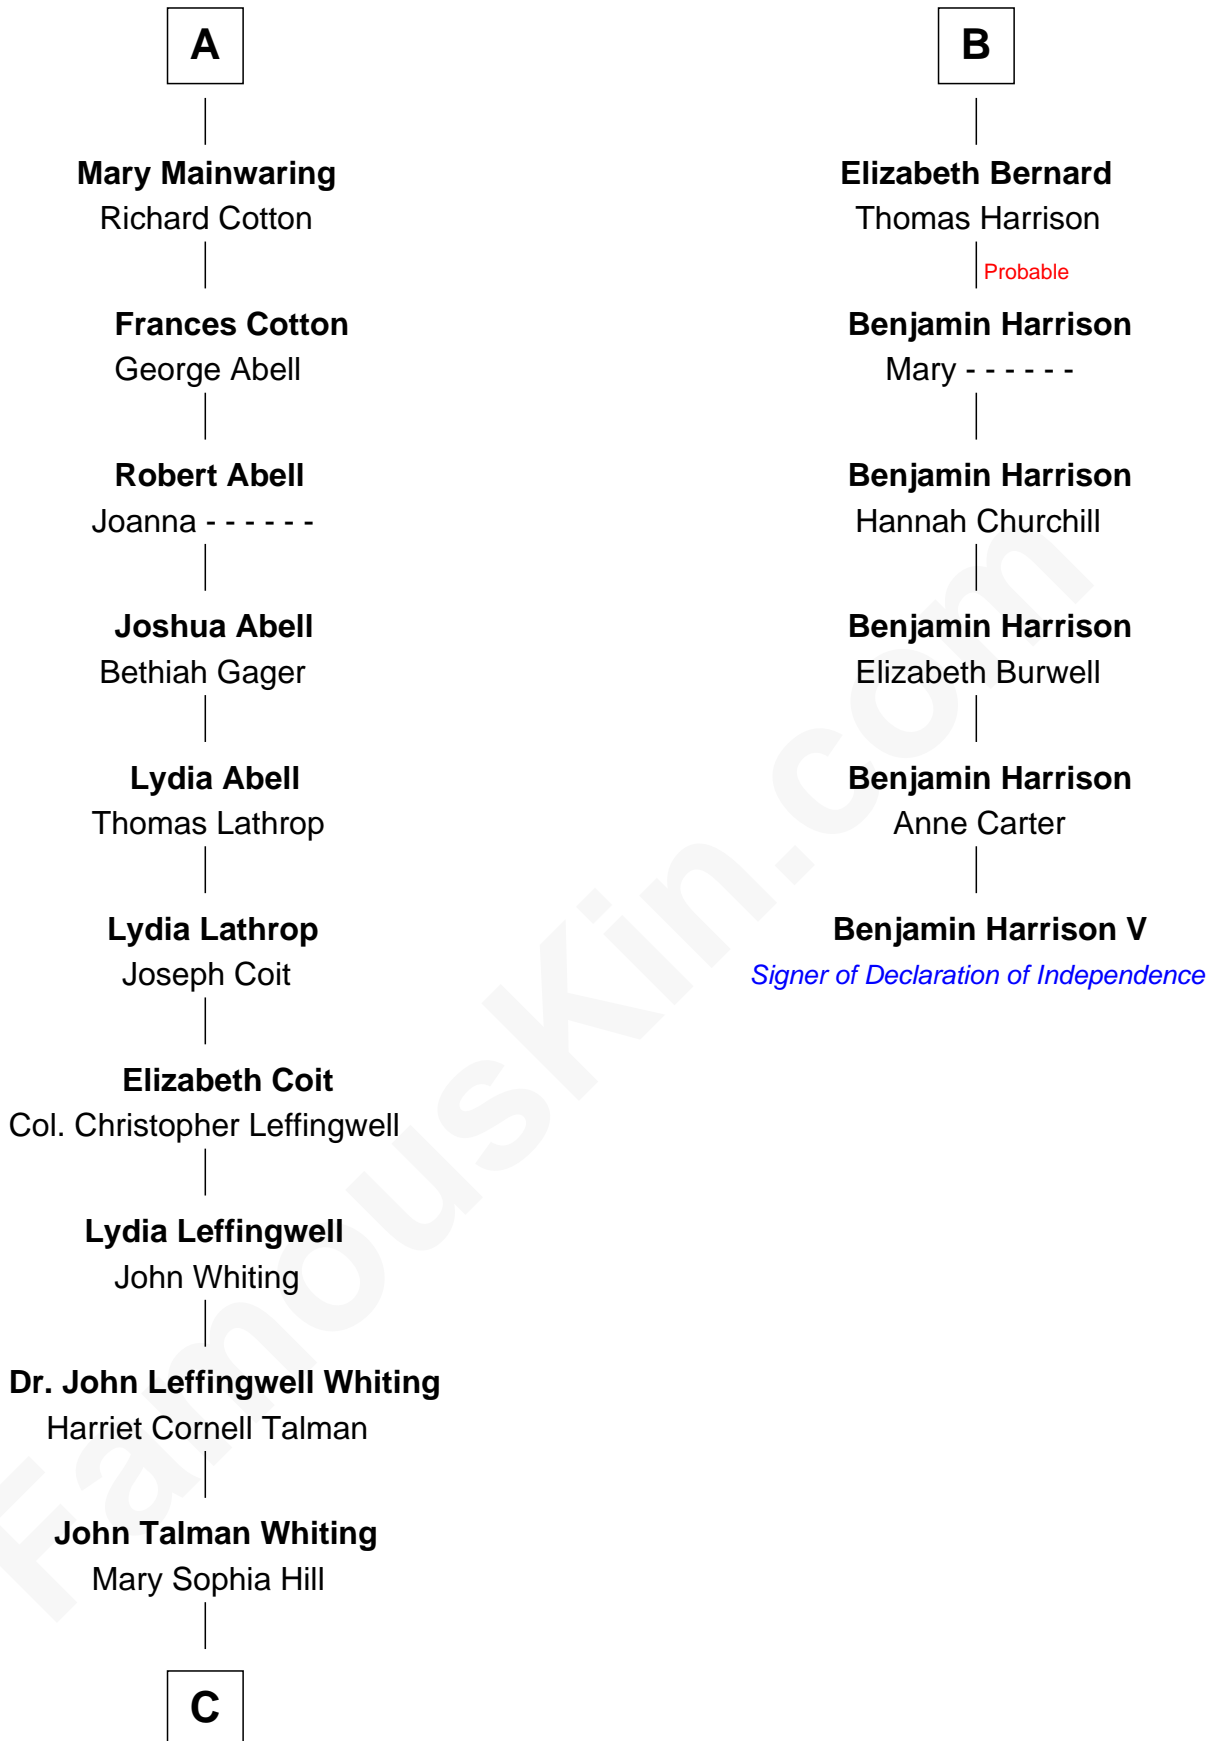 A
Mary Mainwaring
Richard Cotton
Frances Cotton
George Abell
Robert Abell
Joanna - - - - - -
Joshua Abell
Bethiah Gager
Lydia Abell
Thomas Lathrop
Lydia Lathrop
Joseph Coit
Elizabeth Coit
Col. Christopher Leffingwell
Lydia Leffingwell
John Whiting
Dr. John Leffingwell Whiting
Harriet Cornell Talman
John Talman Whiting
Mary Sophia Hill
C
B
Elizabeth Bernard
Thomas Harrison
Probable
Benjamin Harrison
Mary - - - - - -
Benjamin Harrison
Hannah Churchill
Benjamin Harrison
Elizabeth Burwell
Benjamin Harrison
Anne Carter
Benjamin Harrison V
Signer of Declaration of Independence
FamousKin.com